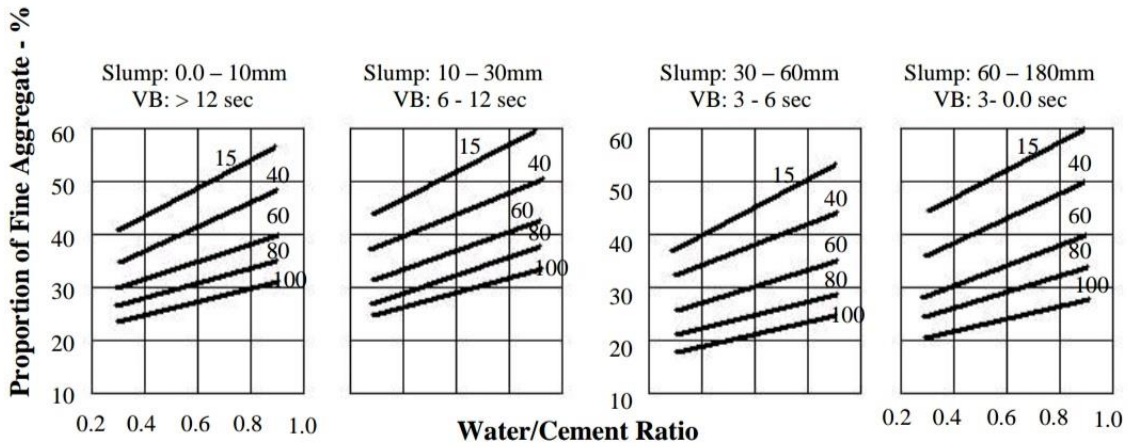 Proportion of Fine Aggregate - %
Slump: 0.0 – 10mm
VB: > 12 sec
60
50
40
30
20
10
15
40
60
80
100
0.2 0.4 0.6 0.8 1.0
Slump: 10 – 30mm
VB: 6 - 12 sec
15
40
60
80
100
Slump: 30 – 60mm
VB: 3 - 6 sec
60
50
40
30
20
10
15
40
60
80
100
Slump: 60 – 180mm
VB: 3- 0.0 sec
15
40
60
80
100
0.2 0.4 0.6 0.8 1.0
Water/Cement Ratio